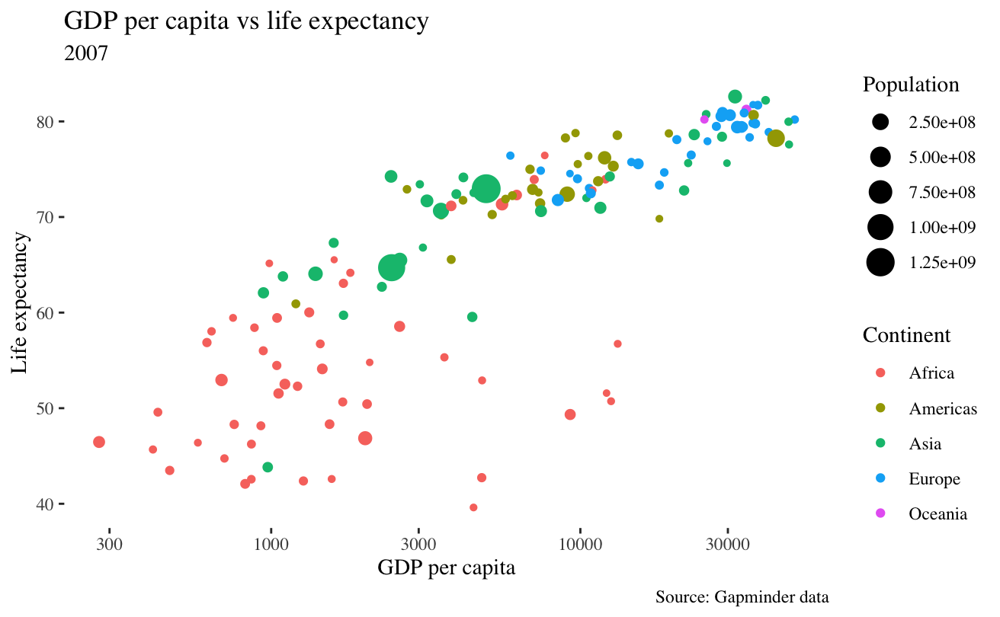 GDP per capita vs life expectancy
2007
Life expectancy
80
70
60
50
40
300 1000 3000 10000 30000
GDP per capita
Source: Gapminder data
Population
2.50e+08
5.00e+08
7.50e+08
1.00e+09
1.25e+09
Continent
Africa
Americas
Asia
Europe
Oceania